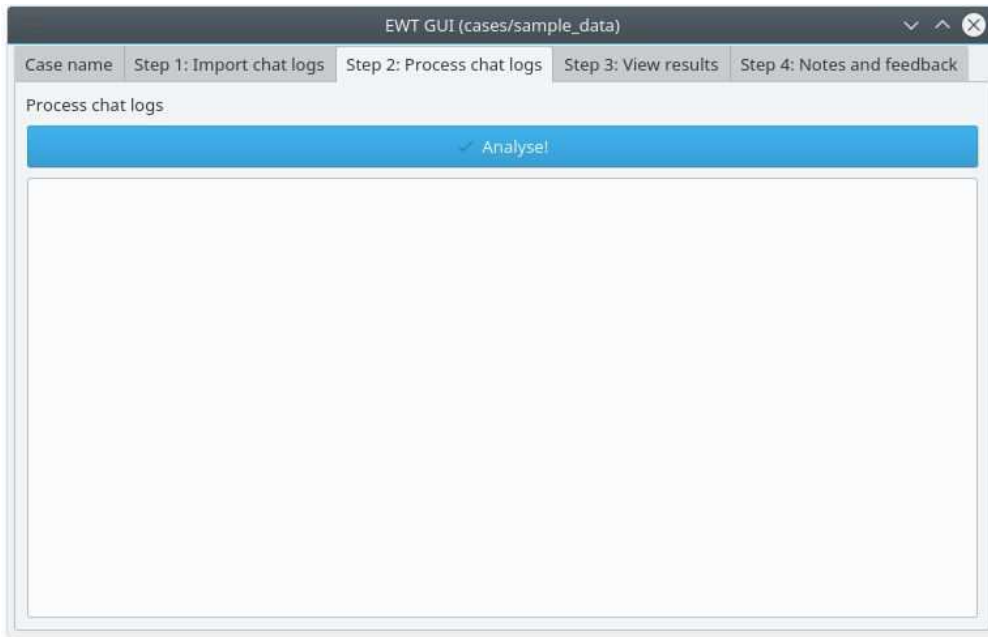 EWT GUI (cases/sample_data)
Case name Step 1: Import chat logs Step 2: Process chat logs Step 3: View results Step 4: Notes and feedback
Process chat logs
Analyse!